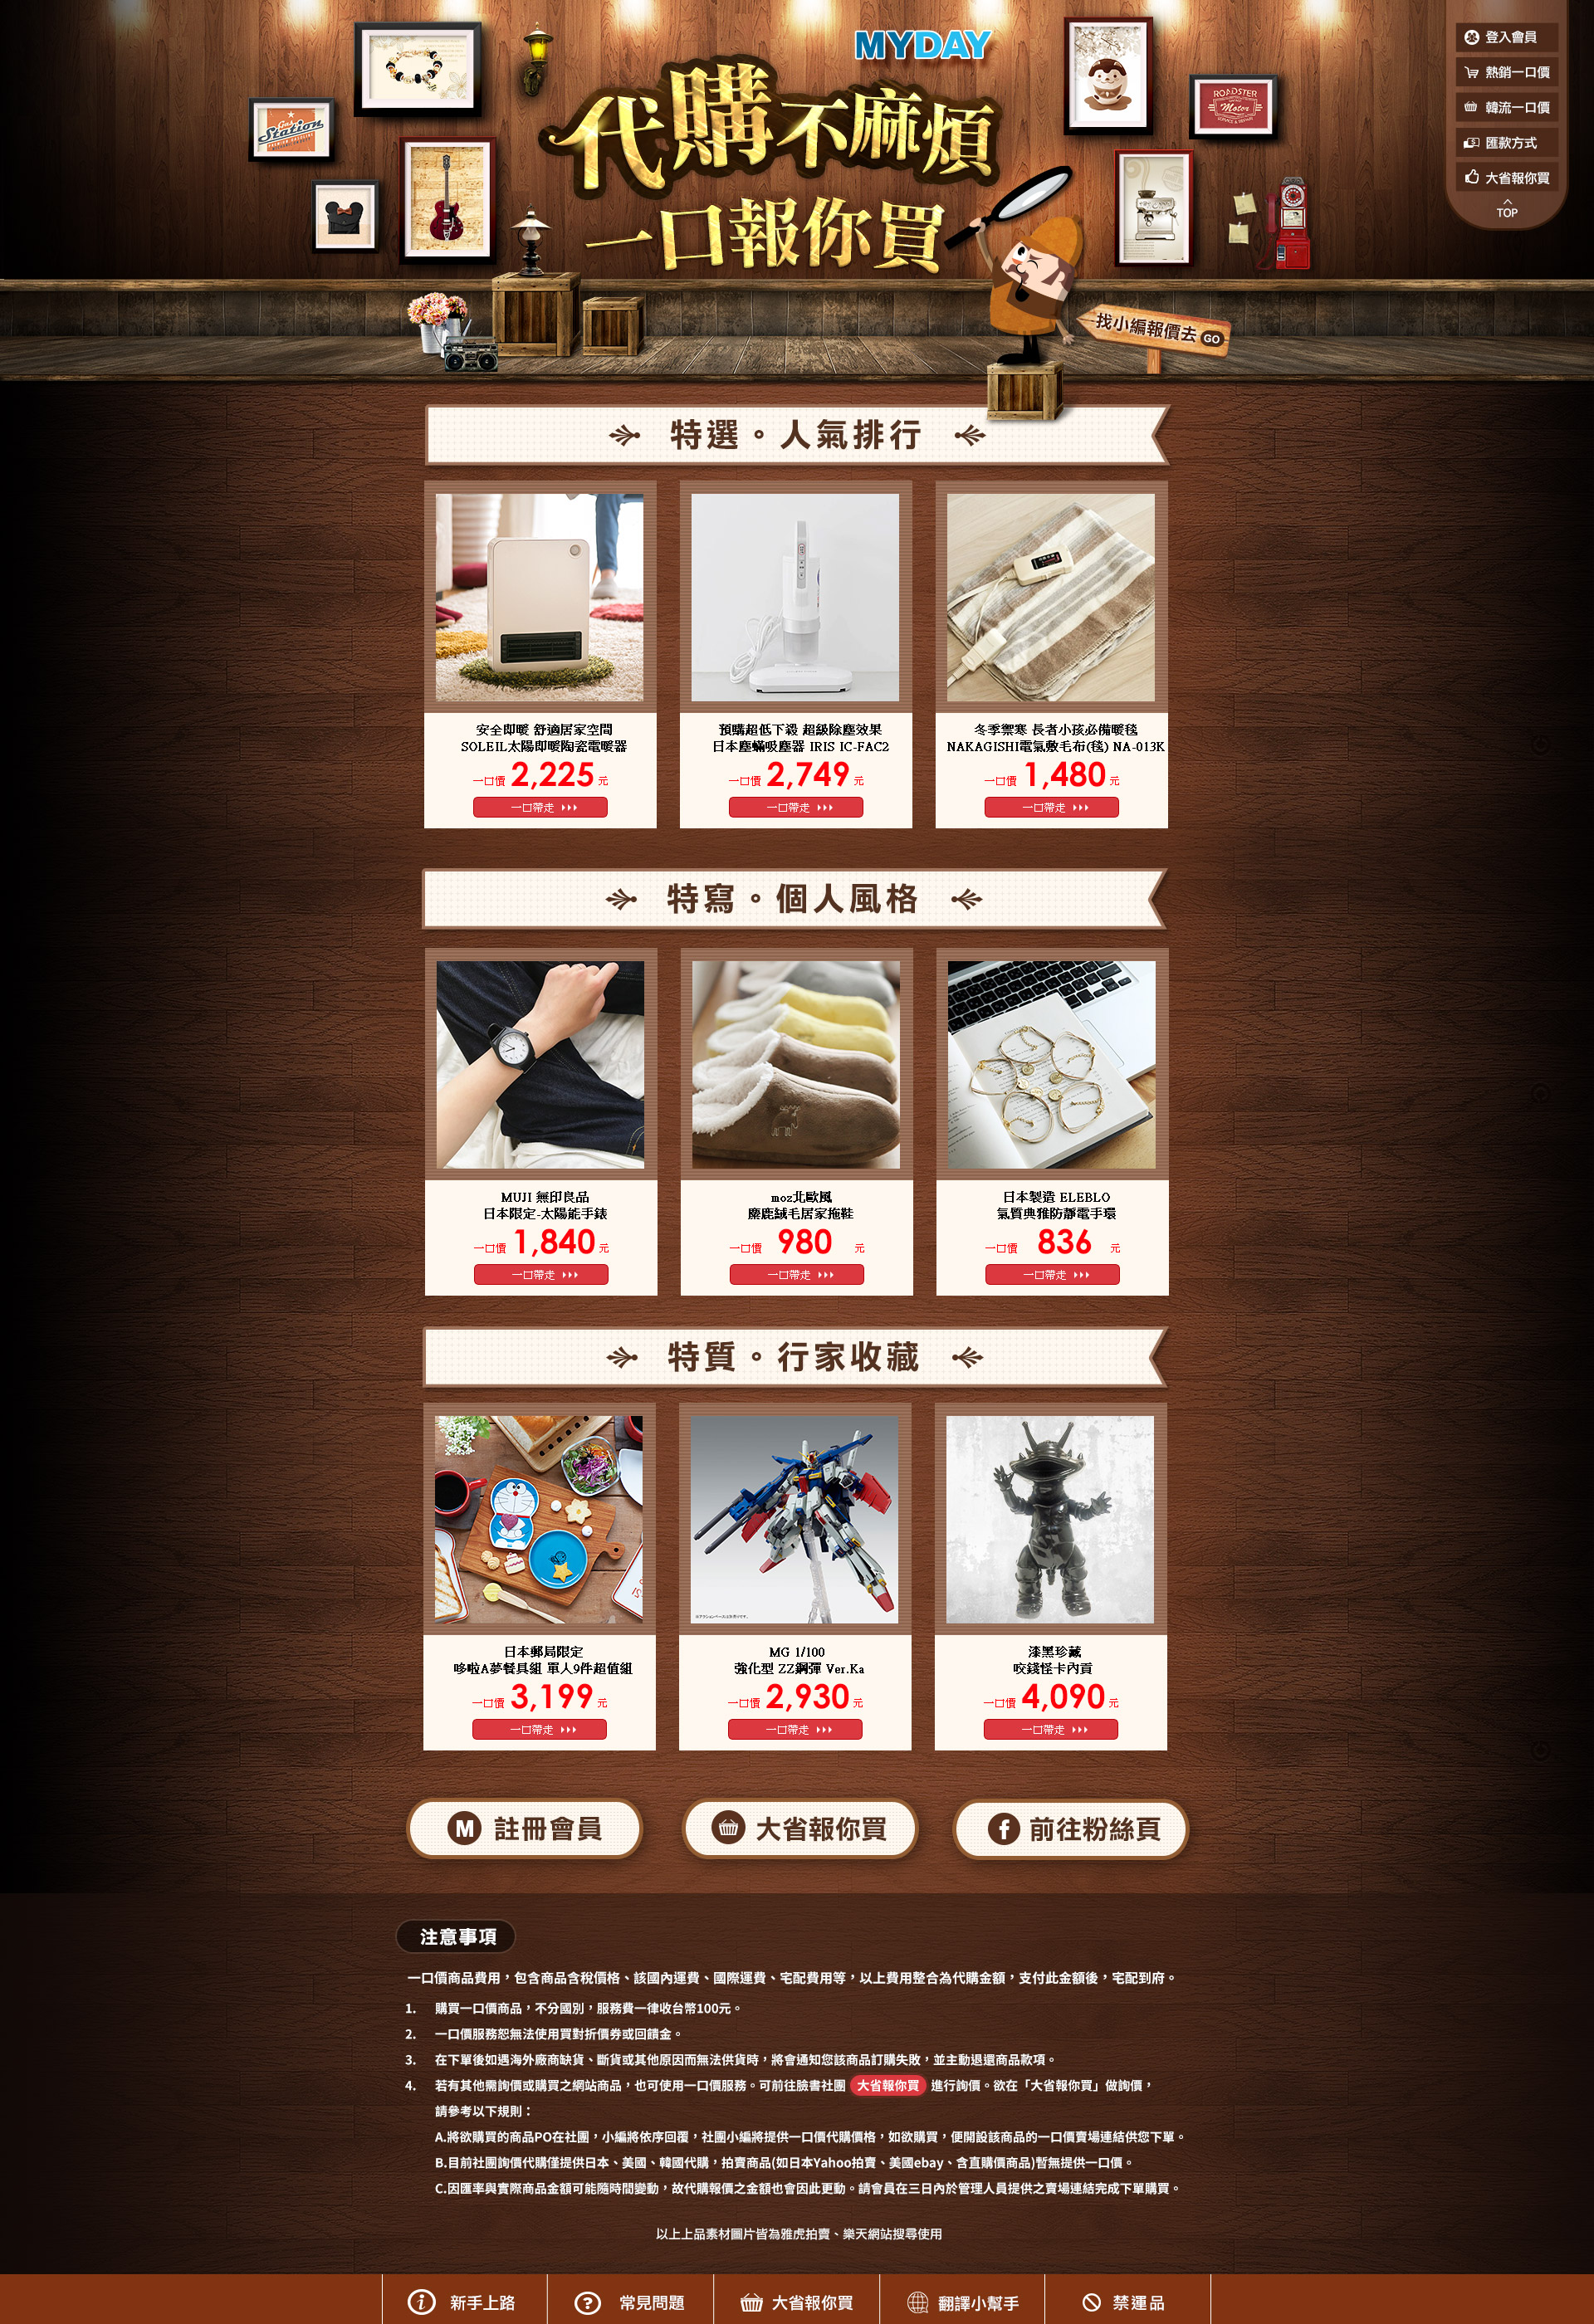 MYDAY
代購不麻煩
一口報你買
Gas
Station
ROADSTER
Motor
登入會員
熱銷一口價
韓流一口價
匯款方式
大省報你買
TOP
找小編報價去 GO
特選。人氣排行
安全即暖 舒適居家空間
SOLEIL太陽即暖陶瓷電暖器
一口價 2,225 元
一口帶走
預購超低下殺 超級除塵效果
日本塵蟎吸塵器 IRIS IC-FAC2
一口價 2,749 元
一口帶走
冬季禦寒 長者小孩必備暖毯
NAKAGISHI電氣敷毛布(毯) NA-013K
一口價 1,480 元
一口帶走
特寫。個人風格
MUJI 無印良品
日本限定-太陽能手錶
一口價 1,840 元
一口帶走
moz北歐風
麋鹿絨毛居家拖鞋
一口價 980 元
一口帶走
日本製造 ELEBLO
氣質典雅防靜電手環
一口價 836 元
一口帶走
特質。行家收藏
日本郵局限定
哆啦A夢餐具組 單人9件超值組
一口價 3,199 元
一口帶走
MG 1/100
強化型 ZZ鋼彈 Ver.Ka
一口價 2,930 元
一口帶走
漆黑珍藏
咬錢怪卡內貢
一口價 4,090 元
一口帶走
M 註冊會員
大省報你買
f 前往粉絲頁
注意事項
一口價商品費用，包含商品含稅價格、該國內運費、國際運費、宅配費用等，以上費用整合為代購金額，支付此金額後，宅配到府。
1. 購買一口價商品，不分國別，服務費一律收台幣100元。
2. 一口價服務恕無法使用買對折價券或回饋金。
3. 在下單後如遇海外廠商缺貨、斷貨或其他原因而無法供貨時，將會通知您該商品訂購失敗，並主動退還商品款項。
4. 若有其他需詢價或購買之網站商品，也可使用一口價服務。可前往臉書社團 大省報你買 進行詢價。欲在「大省報你買」做詢價，
請參考以下規則：
A.將欲購買的商品PO在社團，小編將依序回覆，社團小編將提供一口價代購價格，如欲購買，便開設該商品的一口價賣場連結供您下單。
B.目前社團詢價代購僅提供日本、美國、韓國代購，拍賣商品(如日本Yahoo拍賣、美國ebay、含直購價商品)暫無提供一口價。
C.因匯率與實際商品金額可能隨時間變動，故代購報價之金額也會因此更動。請會員在三日內於管理人員提供之賣場連結完成下單購買。
以上上品素材圖片皆為雅虎拍賣、樂天網站搜尋使用
新手上路
常見問題
大省報你買
翻譯小幫手
禁運品